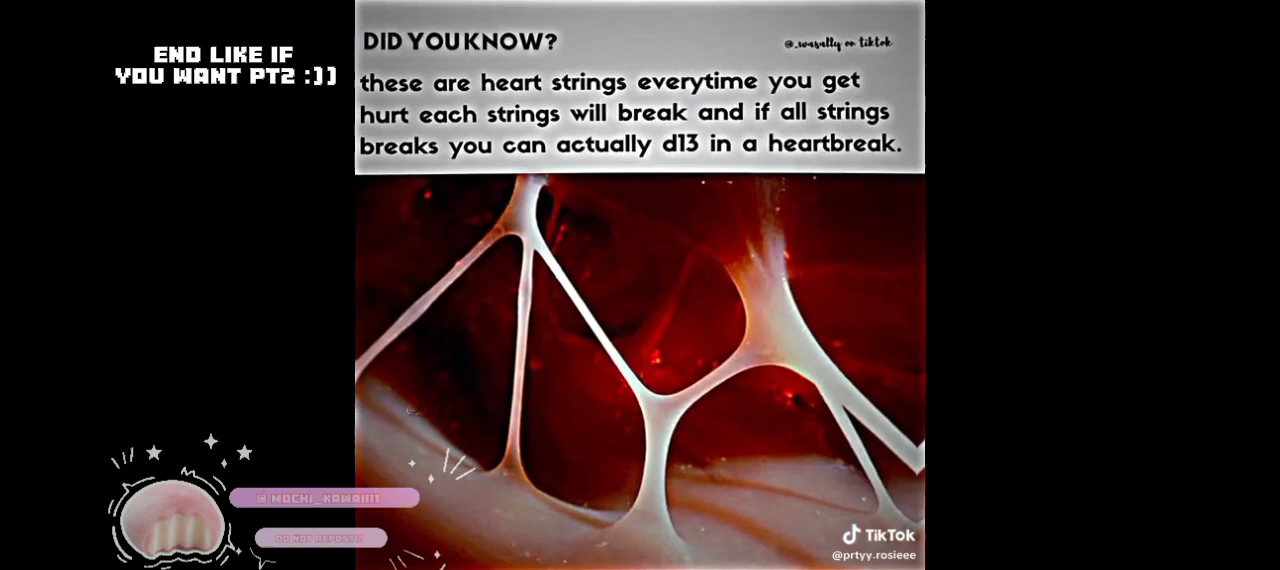 END LIKE IF
YOU WANT PT2 :))
DID YOU KNOW?
@_wasally on tiktok
these are heart strings everytime you get
hurt each strings will break and if all strings
breaks you can actually d13 in a heartbreak.
@ MOCHI_KAWAIIII
DO NOT REPOST!!
TikTok
@prtyy.rosieee